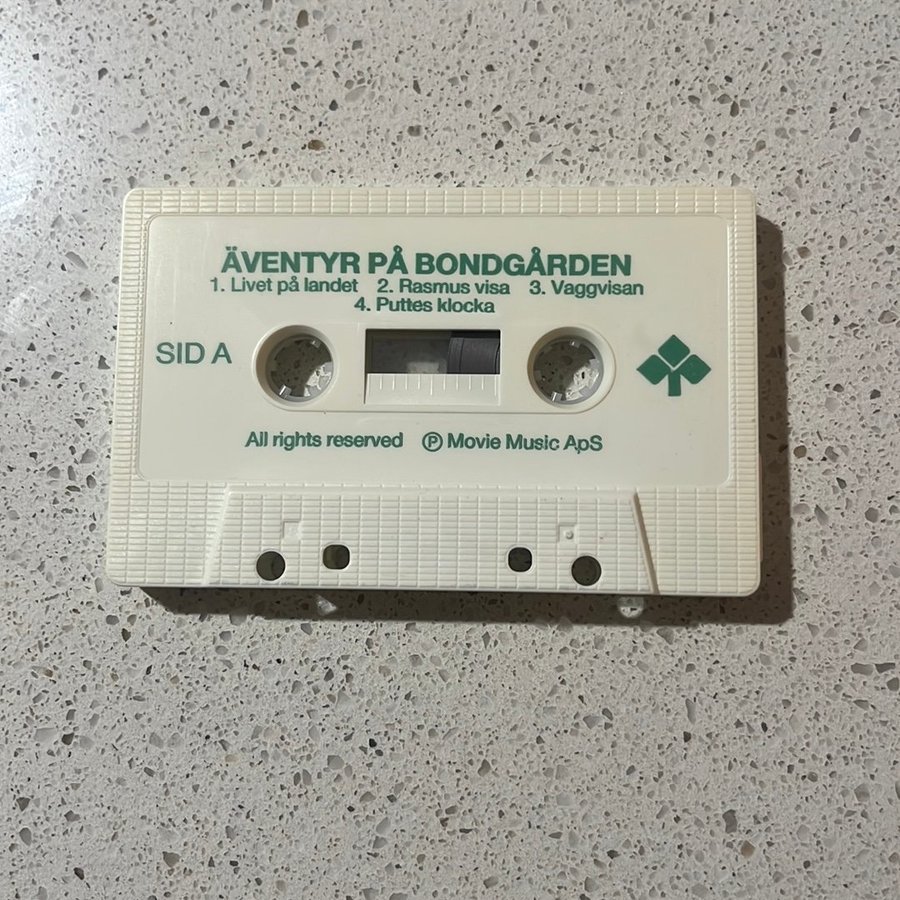 ÄVENTYR PÅ BONDGÅRDEN
1. Livet på landet 2. Rasmus visa 3. Vaggvisan
4. Puttes klocka
SID A
All rights reserved ℗ Movie Music ApS